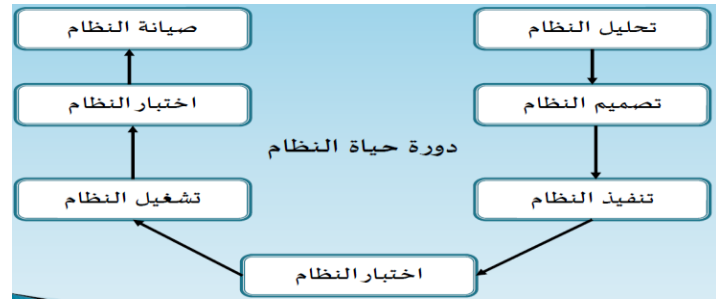 تحليل النظام
صيانة النظام
تصميم النظام
اختبار النظام
دورة حياة النظام
تنفيذ النظام
تشغيل النظام
اختبار النظام